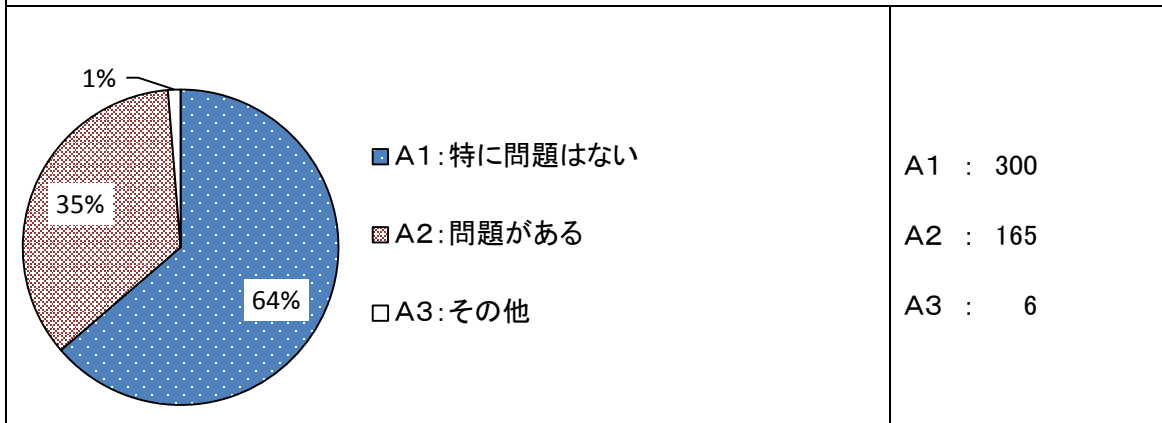 1%
35%
64%
Ａ１：特に問題はない
Ａ２：問題がある
Ａ３：その他
Ａ１ ： 300
Ａ２ ： 165
Ａ３ ： 6